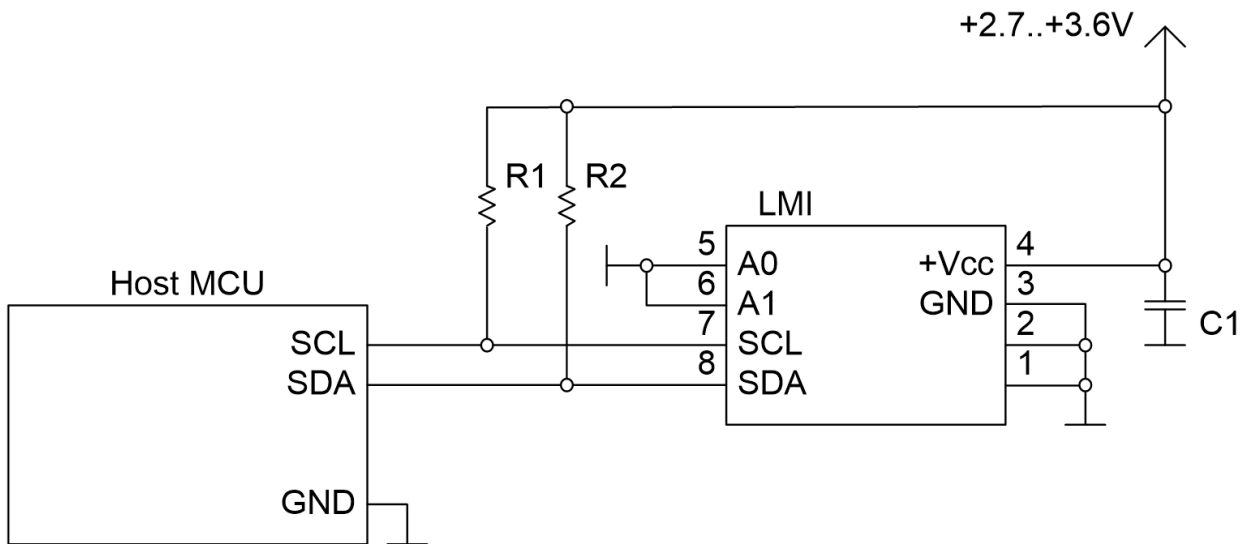 +2.7..+3.6V
R1
R2
LMI
5
A0
+Vcc
4
6
A1
GND
3
7
SCL
2
8
SDA
1
C1
Host MCU
SCL
SDA
GND